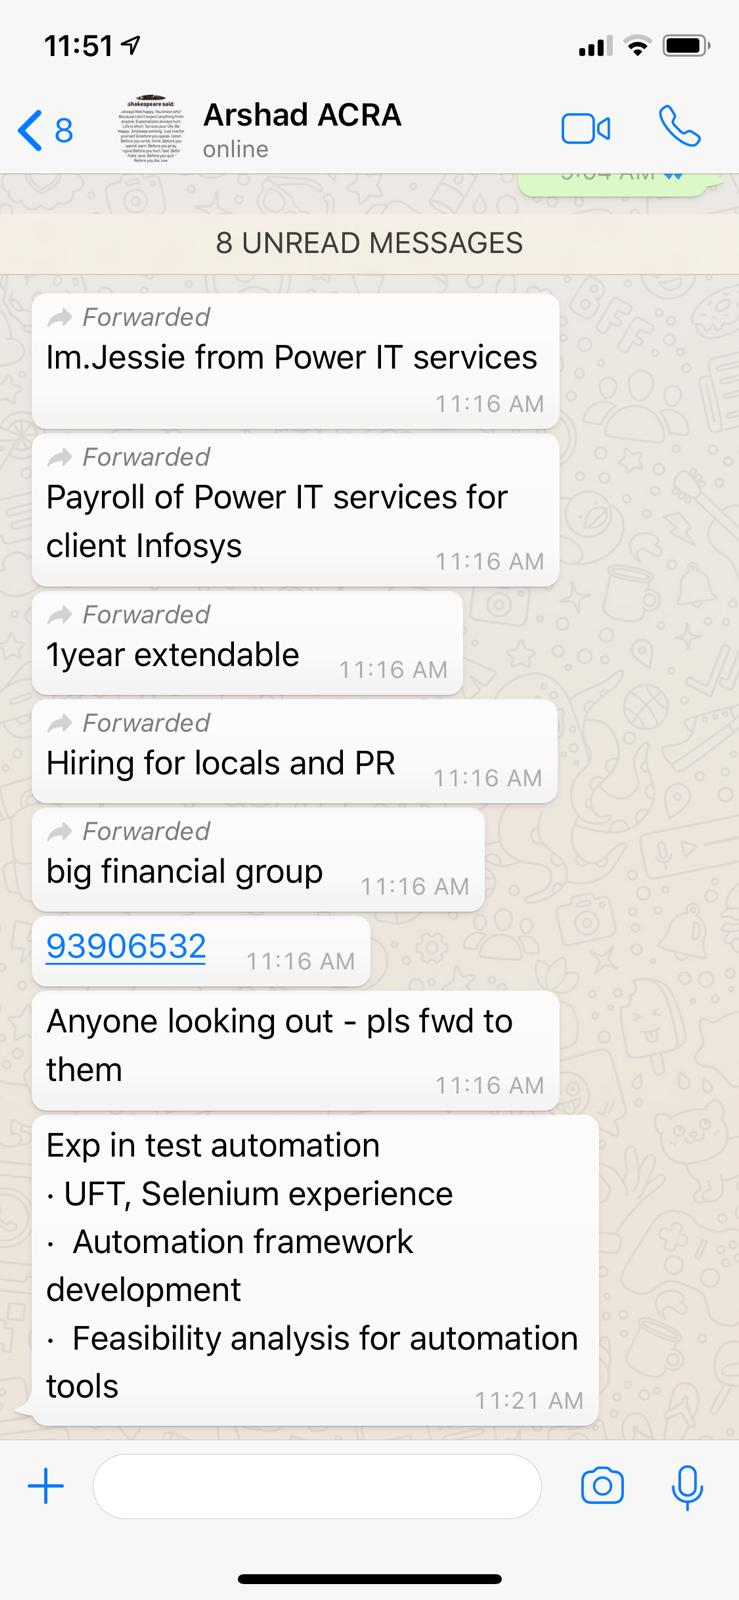 11:51
8
Arshad ACRA
online
8 UNREAD MESSAGES
Forwarded
Im.Jessie from Power IT services
11:16 AM
Forwarded
Payroll of Power IT services for
client Infosys
11:16 AM
Forwarded
1year extendable
11:16 AM
Forwarded
Hiring for locals and PR
11:16 AM
Forwarded
big financial group
11:16 AM
93906532
11:16 AM
Anyone looking out - pls fwd to
them
11:16 AM
Exp in test automation
· UFT, Selenium experience
· Automation framework
development
· Feasibility analysis for automation
tools
11:21 AM